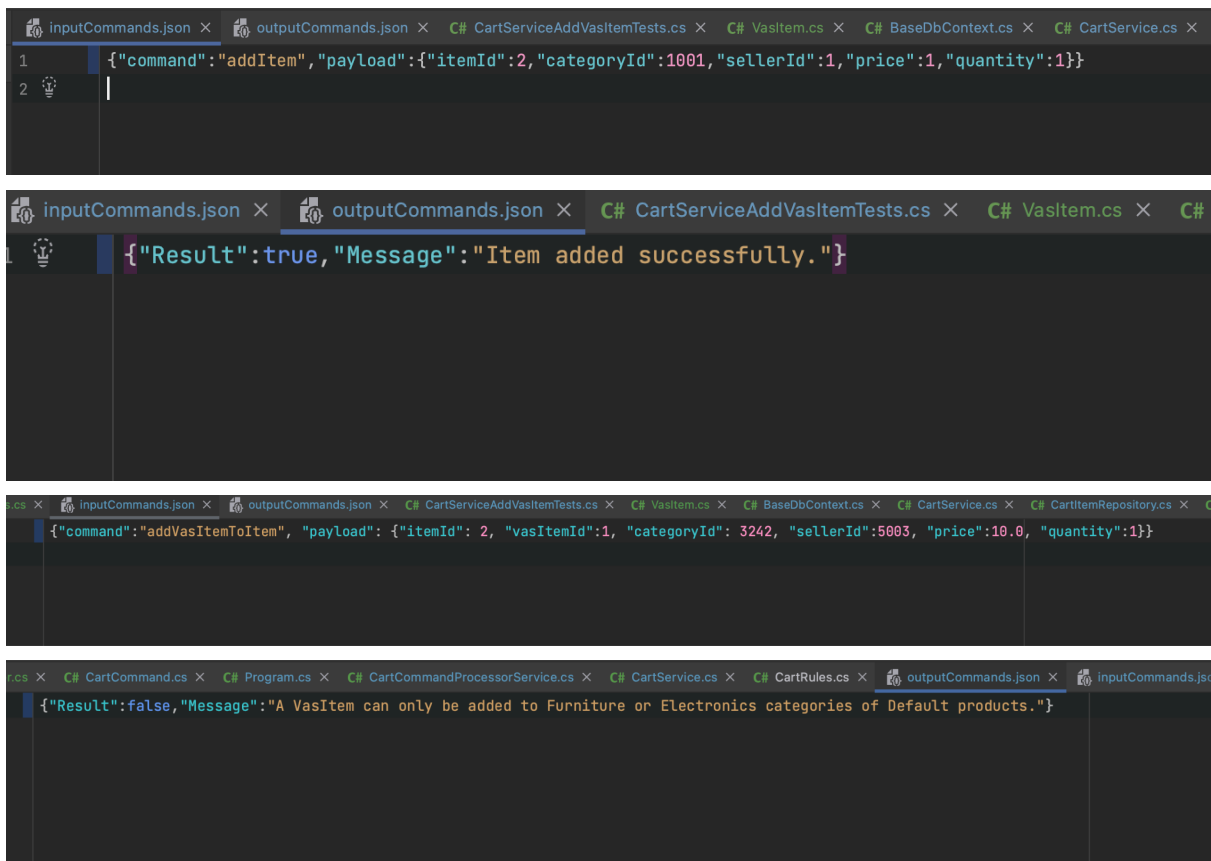 inputCommands.json × outputCommands.json × C# CartServiceAddVasItemTests.cs × C# VasItem.cs × C# BaseDbContext.cs × C# CartService.cs ×
1 {"command":"addItem","payload":{"itemId":2,"categoryId":1001,"sellerId":1,"price":1,"quantity":1}}
2
inputCommands.json × outputCommands.json × C# CartServiceAddVasItemTests.cs × C# VasItem.cs × C#
1 {"Result":true,"Message":"Item added successfully."}
s.cs × inputCommands.json × outputCommands.json × C# CartServiceAddVasItemTests.cs × C# VasItem.cs × C# BaseDbContext.cs × C# CartService.cs × C# CartItemRepository.cs ×
{"command":"addVasItemToItem", "payload": {"itemId": 2, "vasItemId":1, "categoryId": 3242, "sellerId":5003, "price":10.0, "quantity":1}}
r.cs × C# CartCommand.cs × C# Program.cs × C# CartCommandProcessorService.cs × C# CartService.cs × C# CartRules.cs × outputCommands.json × inputCommands.jso
{"Result":false,"Message":"A VasItem can only be added to Furniture or Electronics categories of Default products."}